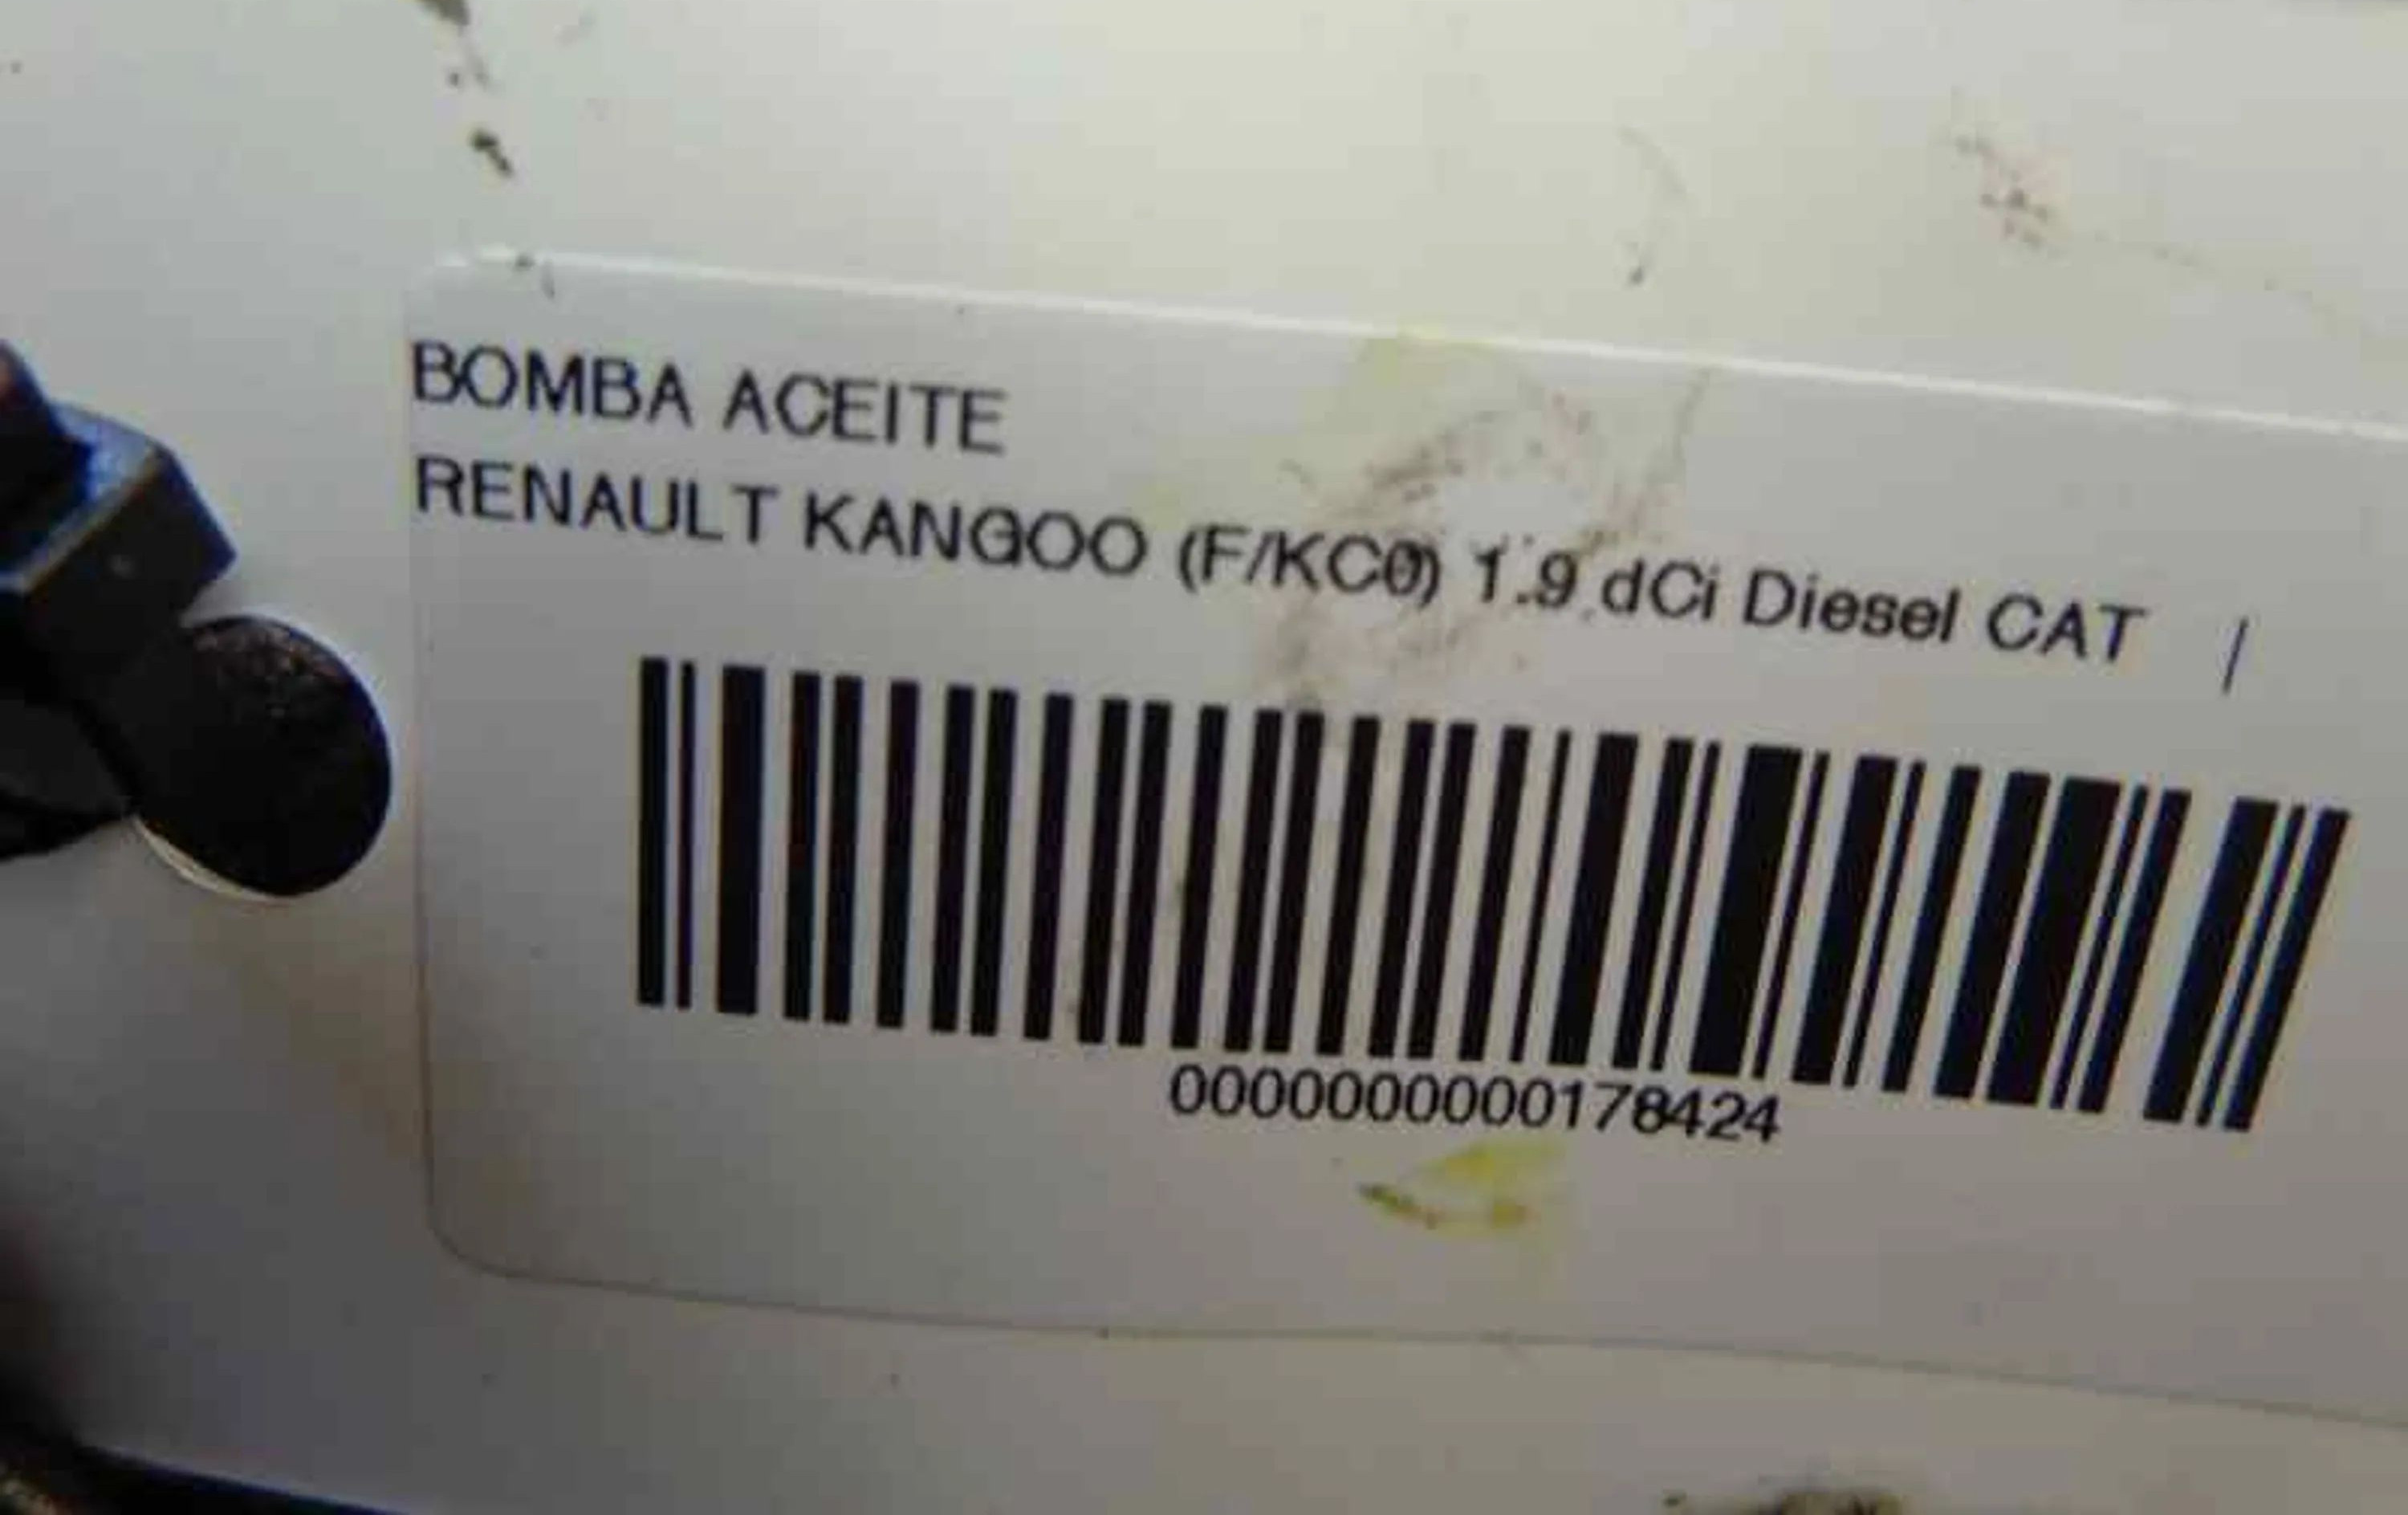 BOMBA ACEITE
RENAULT KANGOO (F/KC0) 1.9 dCi Diesel CAT /
0000000000178424